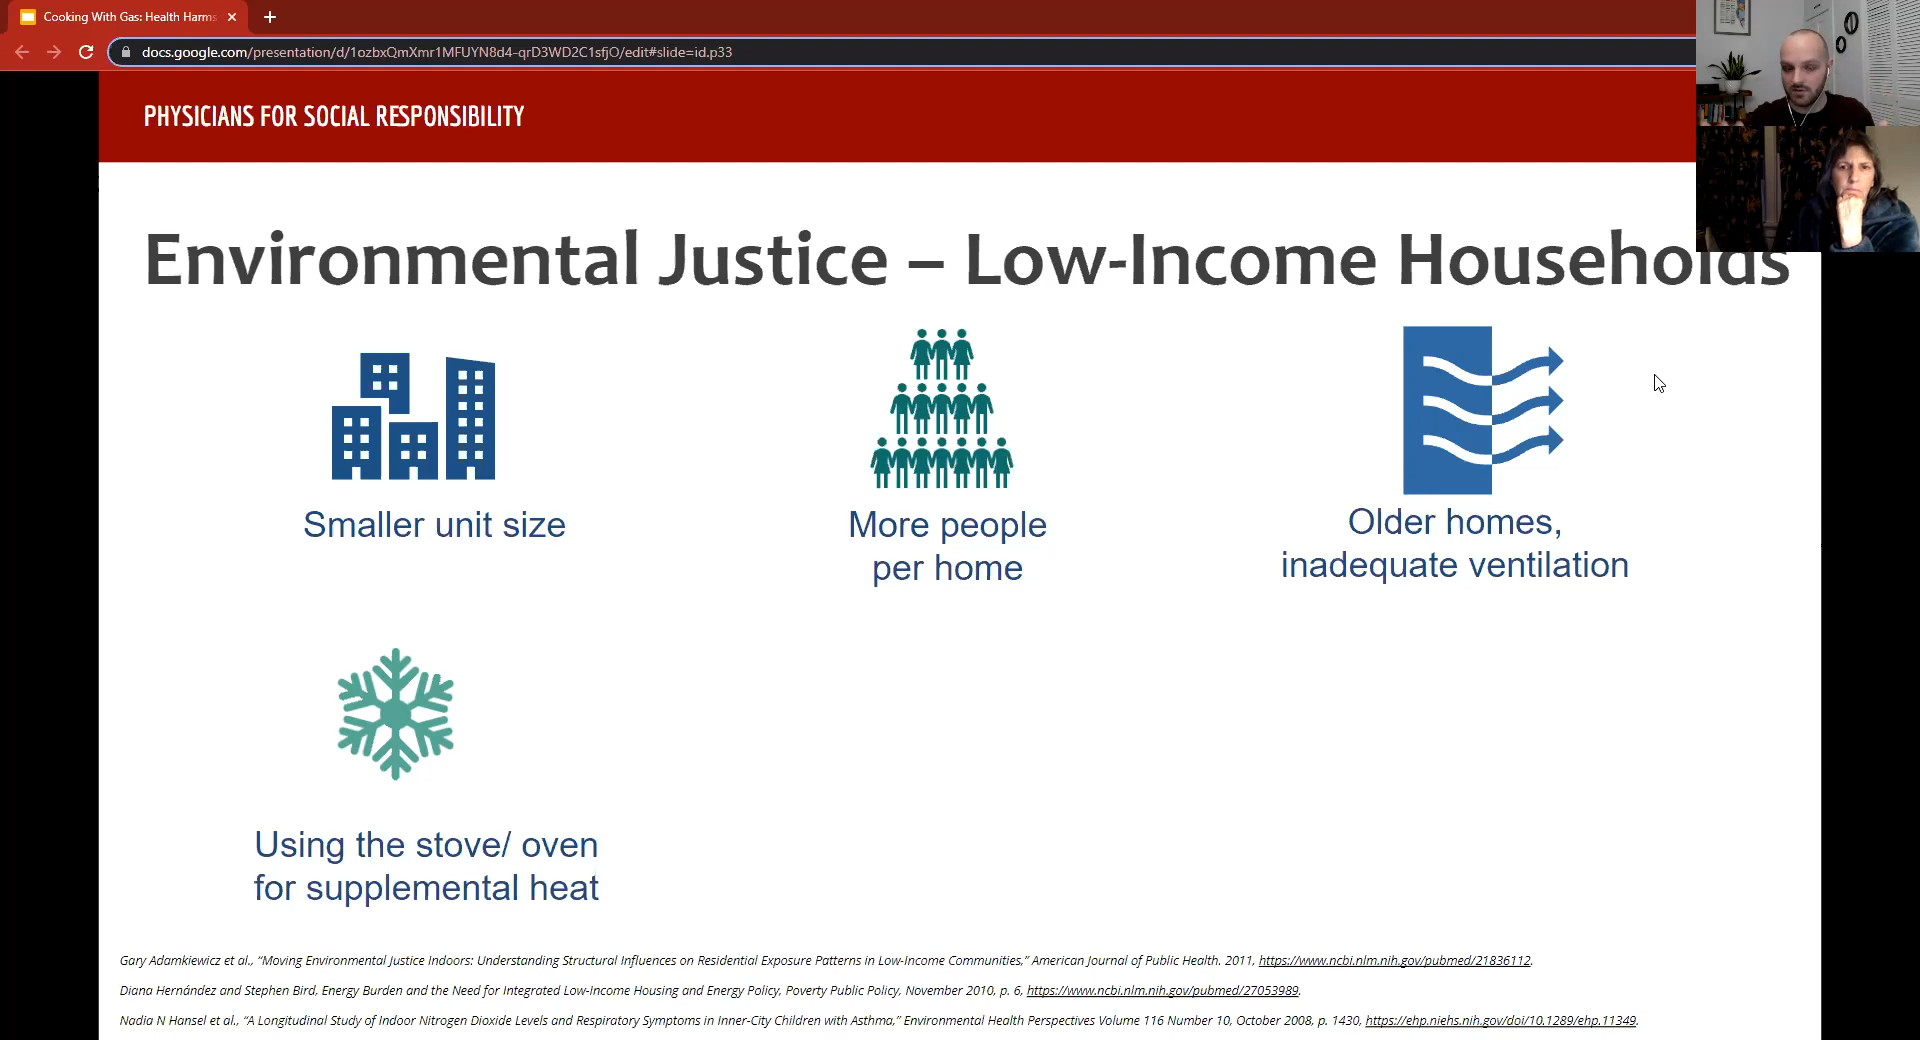 Cooking With Gas: Health Harms
docs.google.com/presentation/d/1ozbxQmXmr1MFUYN8d4-qrD3WD2C1sfjO/edit#slide=id.p33
PHYSICIANS FOR SOCIAL RESPONSIBILITY
Environmental Justice – Low-Income Households
Smaller unit size
More people
per home
Older homes,
inadequate ventilation
Using the stove/ oven
for supplemental heat
Gary Adamkiewicz et al., “Moving Environmental Justice Indoors: Understanding Structural Influences on Residential Exposure Patterns in Low-Income Communities,” American Journal of Public Health. 2011, https://www.ncbi.nlm.nih.gov/pubmed/21836112.
Diana Hernández and Stephen Bird, Energy Burden and the Need for Integrated Low-Income Housing and Energy Policy, Poverty Public Policy, November 2010, p. 6, https://www.ncbi.nlm.nih.gov/pubmed/27053989.
Nadia N Hansel et al., “A Longitudinal Study of Indoor Nitrogen Dioxide Levels and Respiratory Symptoms in Inner-City Children with Asthma,” Environmental Health Perspectives Volume 116 Number 10, October 2008, p. 1430, https://ehp.niehs.nih.gov/doi/10.1289/ehp.11349.